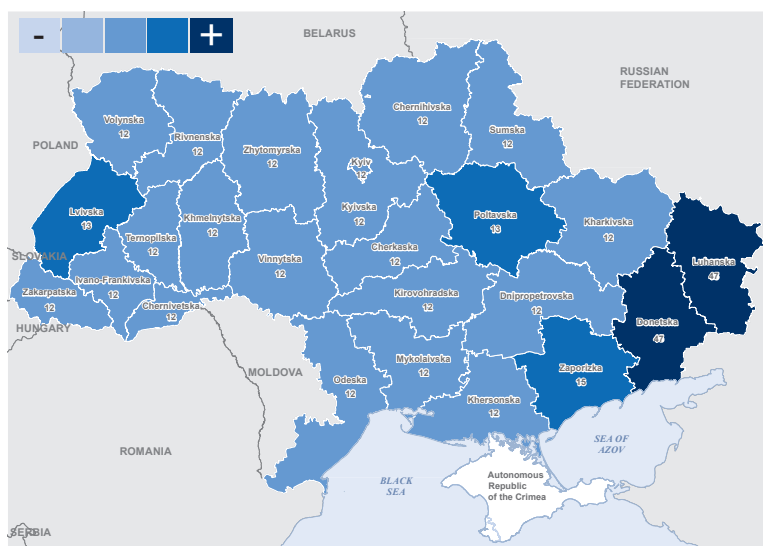 -
+
BELARUS
RUSSIAN
FEDERATION
POLAND
SLOVAKIA
HUNGARY
MOLDOVA
ROMANIA
SERBIA
Volynska
12
Rivnenska
12
Zhytomyrska
12
Chernihivska
12
Sumska
12
Kyiv
12
Kyivska
12
Lvivska
13
Ternopilska
12
Khmelnytska
12
Vinnytska
12
Cherkaska
12
Poltavska
13
Kharkivska
12
Luhanska
47
Donetska
47
Ivano-Frankivska
12
Zakarpatska
12
Chernivetska
12
Kirovohradska
12
Dnipropetrovska
12
Zaporizka
15
Odeska
12
Mykolaivska
12
Khersonska
12
SEA OF
AZOV
BLACK
SEA
Autonomous
Republic
of the Crimea